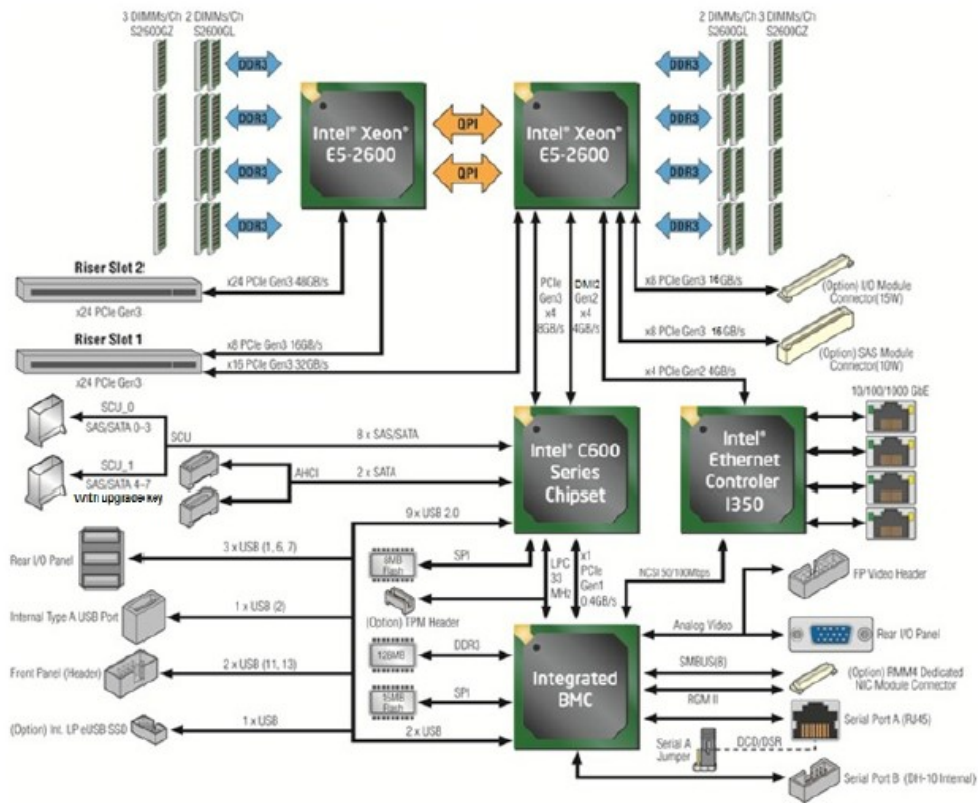 3 DIMMs/Ch 2 DIMMs/Ch
S2600GZ S2600GL
2 DIMMs/Ch 3 DIMMs/Ch
S2600GL S2600GZ
DDR3
DDR3
DDR3
DDR3
DDR3
DDR3
DDR3
DDR3
Intel® Xeon®
E5-2600
QPI
QPI
Intel® Xeon®
E5-2600
Riser Slot 2
x24 PCIe Gen3
x24 PCIe Gen3 48GB/s
Riser Slot 1
x24 PCIe Gen3
x8 PCIe Gen3 16GB/s
x16 PCIe Gen3 32GB/s
PCIe
Gen3
x4
8GB/s
DMI2
Gen2
x4
4GB/s
x8 PCIe Gen3 16GB/s
(Option) I/O Module
Connector(15W)
x8 PCIe Gen3 16GB/s
(Option) SAS Module
Connector(10W)
x4 PCIe Gen2 4GB/s
10/100/1000 GbE
SCU_0
SAS/SATA 0-3
SCU
8 x SAS/SATA
SCU_1
SAS/SATA 4-7
With upgrade key
AHCI
2 x SATA
Intel® C600
Series
Chipset
Intel®
Ethernet
Controler
I350
9 x USB 2.0
Rear I/O Panel
3 x USB (1, 6, 7)
8MB
Flash
SPI
(Option) TPM Header
LPC
33
MHz
x1
PCIe
Gen1
0.4GB/s
NCSI 50/100Mbps
FP Video Header
Internal Type A USB Port
1 x USB (2)
Analog Video
Rear I/O Panel
128MB
DDR3
Integrated
BMC
SMBUS(8)
RGM II
(Option) RMM4 Dedicated
NIC Module Connector
Front Panel (Header)
2 x USB (11, 13)
16MB
Flash
SPI
Serial Port A (RJ45)
(Option) Int. LP eUSB SSD
1 x USB
2 x USB
Serial A
Jumper
DCD/DSR
Serial Port B (DH-10 Internal)